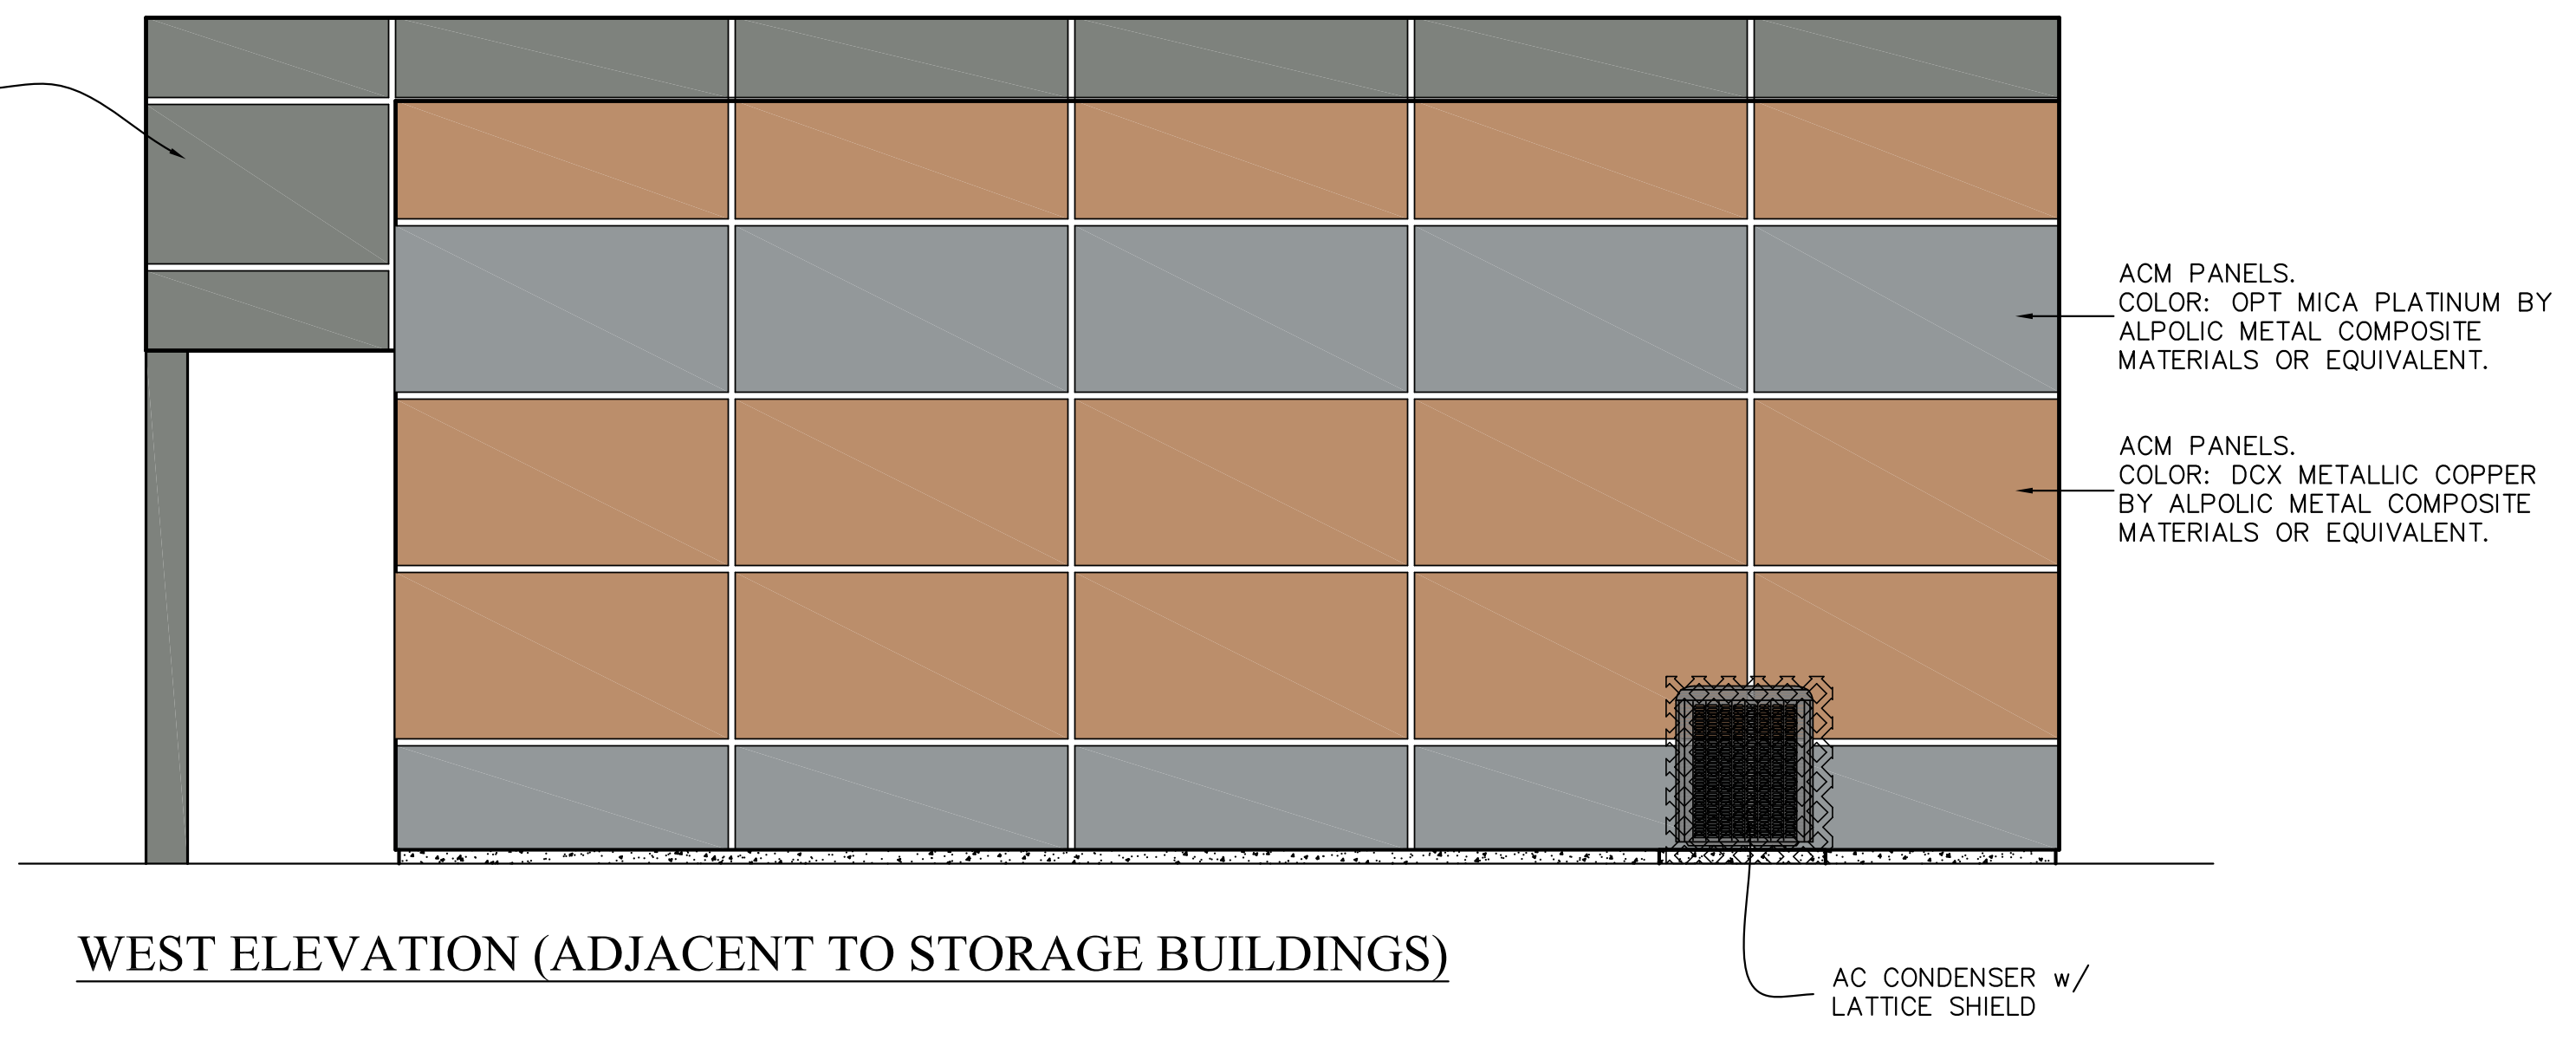 ACM PANELS.
COLOR: OPT MICA PLATINUM BY
ALPOLIC METAL COMPOSITE
MATERIALS OR EQUIVALENT.
ACM PANELS.
COLOR: DCX METALLIC COPPER
BY ALPOLIC METAL COMPOSITE
MATERIALS OR EQUIVALENT.
WEST ELEVATION (ADJACENT TO STORAGE BUILDINGS)
AC CONDENSER w/
LATTICE SHIELD